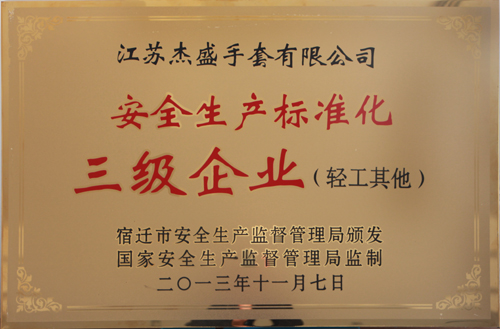 江苏杰盛手套有限公司
安全生产标准化
三级企业（轻工其他）
宿迁市安全生产监督管理局颁发
国家安全生产监督管理局监制
二〇一三年十一月七日